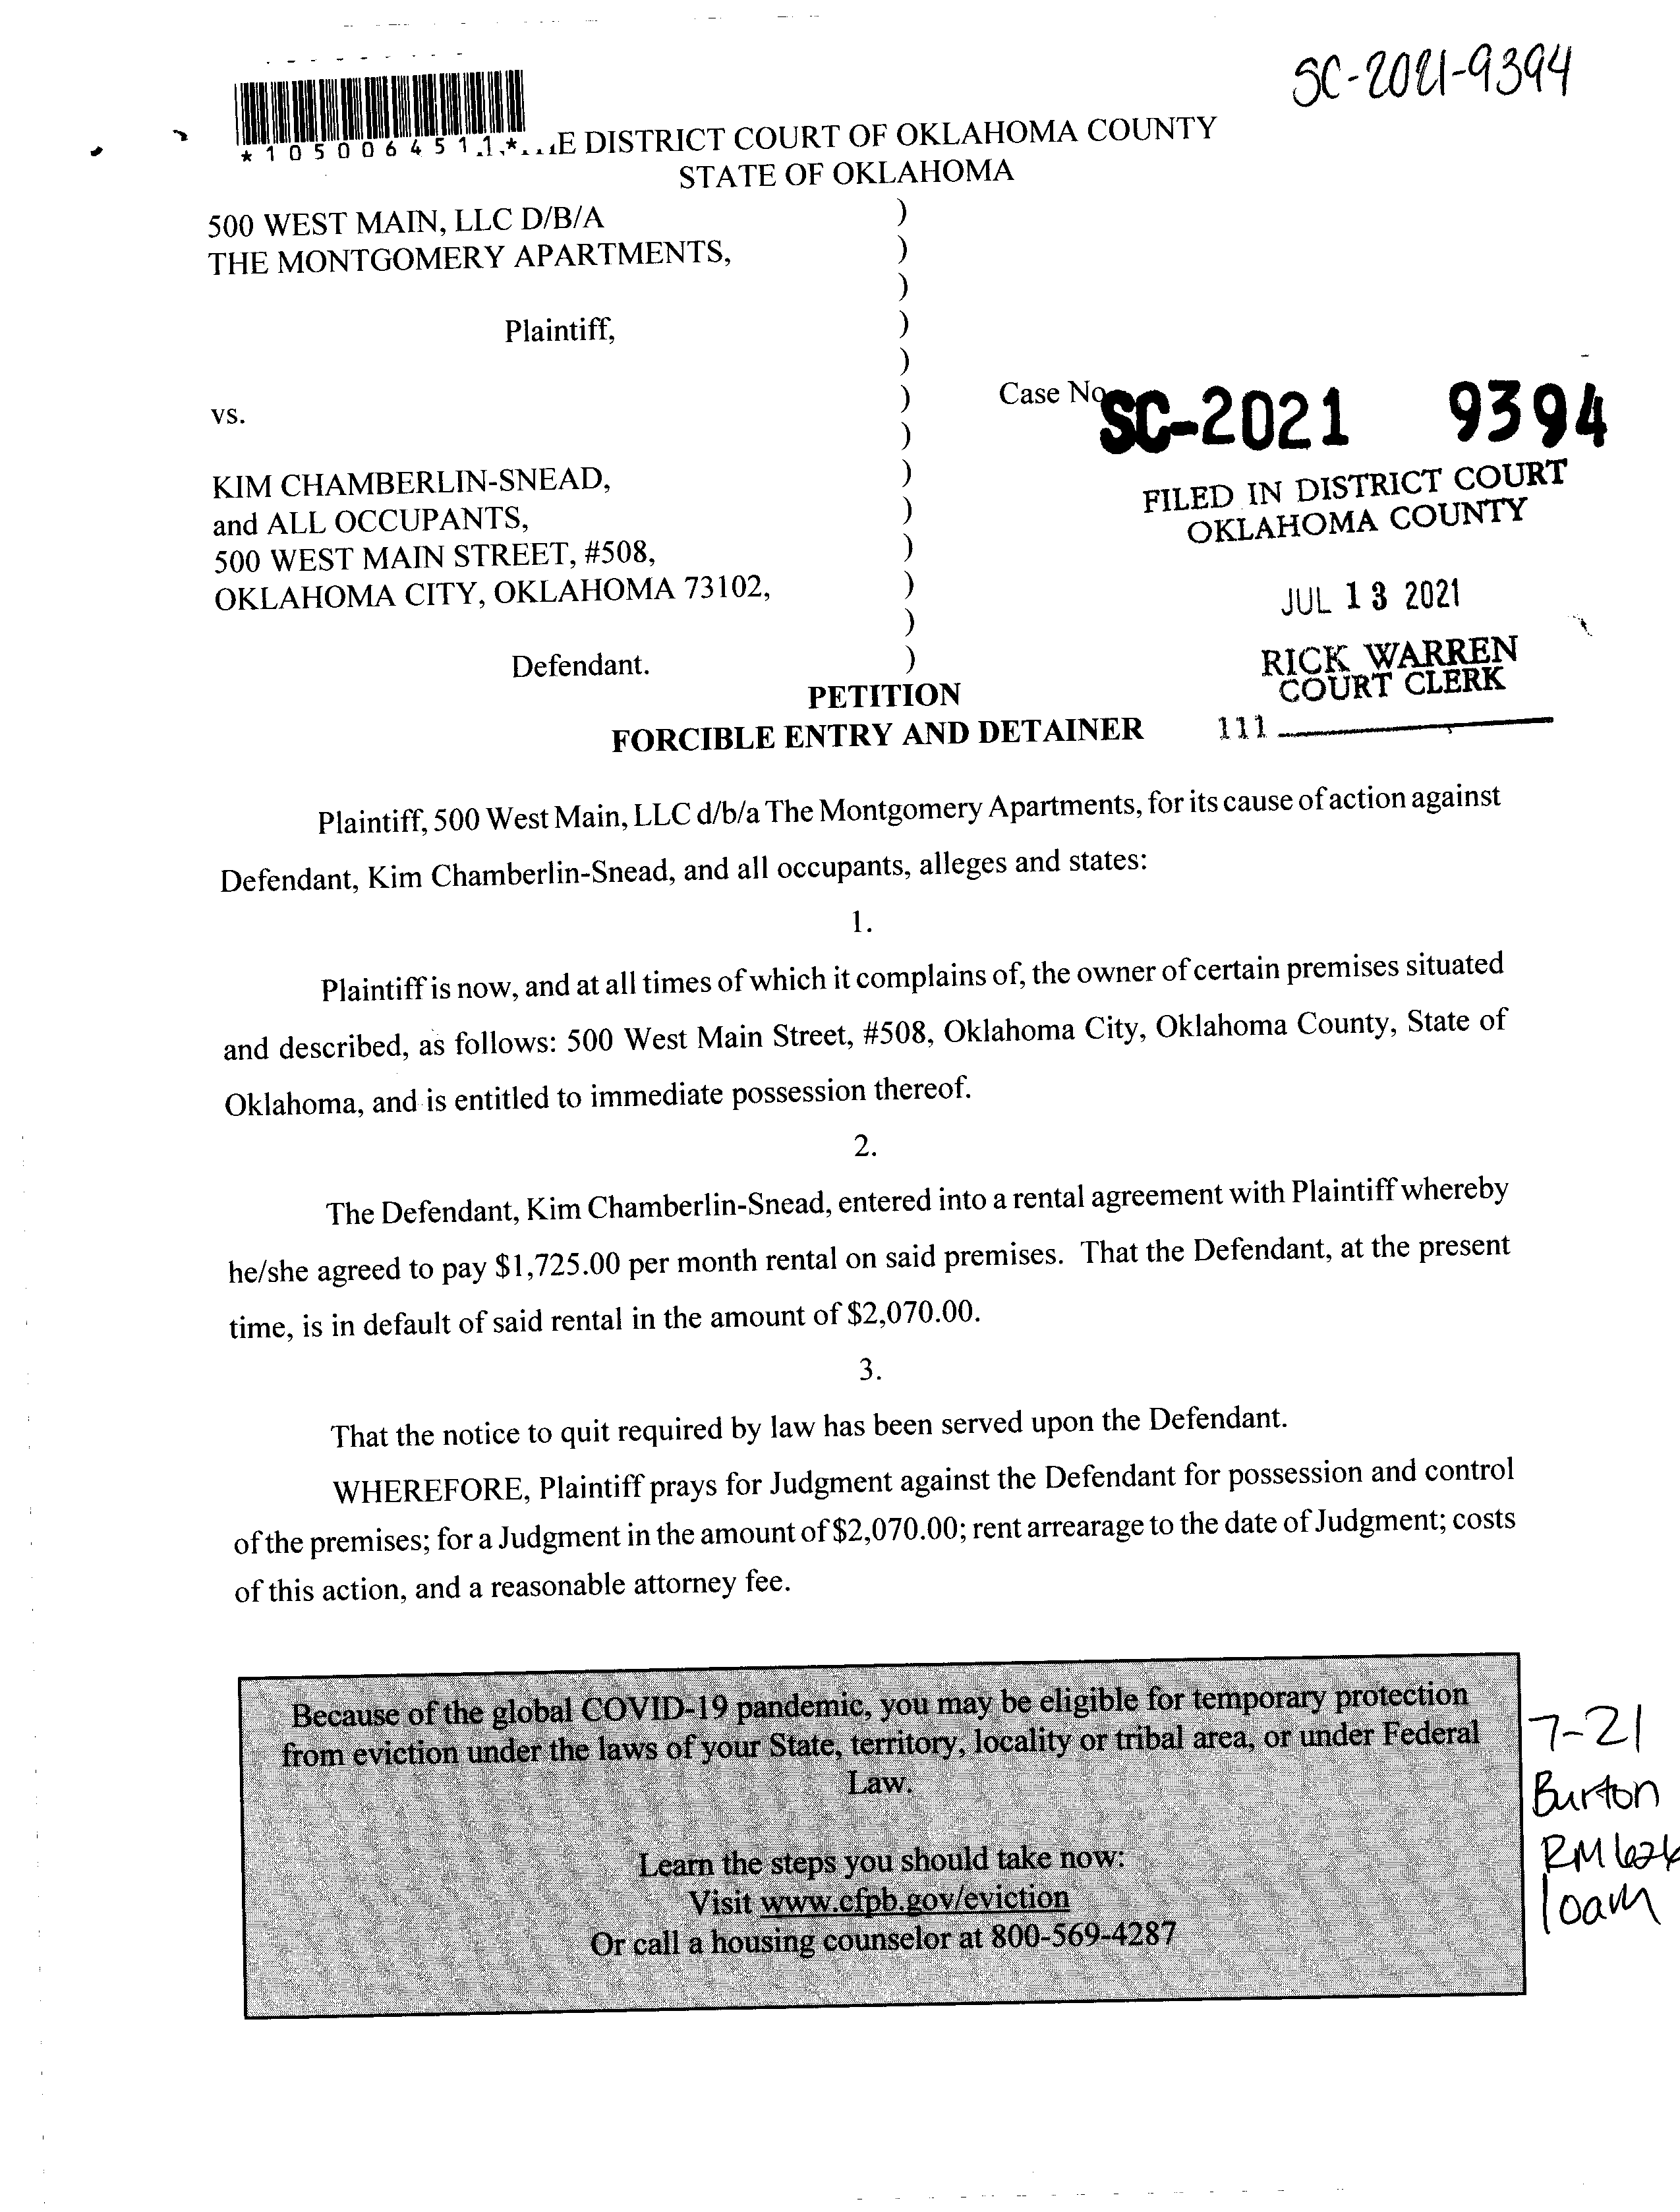 SC-2021-9394
*1050064511*
E DISTRICT COURT OF OKLAHOMA COUNTY
STATE OF OKLAHOMA
500 WEST MAIN, LLC D/B/A )
THE MONTGOMERY APARTMENTS, )
)
Plaintiff, )
)
vs. )
Case No
SC-2021 9394
)
KIM CHAMBERLIN-SNEAD, )
and ALL OCCUPANTS, )
500 WEST MAIN STREET, #508, )
OKLAHOMA CITY, OKLAHOMA 73102, )
)
Defendant. )
FILED IN DISTRICT COURT
OKLAHOMA COUNTY
JUL 13 2021
RICK WARREN
COURT CLERK
111
PETITION
FORCIBLE ENTRY AND DETAINER
Plaintiff, 500 West Main, LLC d/b/a The Montgomery Apartments, for its cause of action against
Defendant, Kim Chamberlin-Snead, and all occupants, alleges and states:
1.
Plaintiff is now, and at all times of which it complains of, the owner of certain premises situated
and described, as follows: 500 West Main Street, #508, Oklahoma City, Oklahoma County, State of
Oklahoma, and is entitled to immediate possession thereof.
2.
The Defendant, Kim Chamberlin-Snead, entered into a rental agreement with Plaintiff whereby
he/she agreed to pay $1,725.00 per month rental on said premises. That the Defendant, at the present
time, is in default of said rental in the amount of $2,070.00.
3.
That the notice to quit required by law has been served upon the Defendant.
WHEREFORE, Plaintiff prays for Judgment against the Defendant for possession and control
of the premises; for a Judgment in the amount of $2,070.00; rent arrearage to the date of Judgment; costs
of this action, and a reasonable attorney fee.
Because of the global COVID-19 pandemic, you may be eligible for temporary protection
from eviction under the laws of your State, territory, locality or tribal area, or under Federal
Law.
Learn the steps you should take now:
Visit www.cfpb.gov/eviction
Or call a housing counselor at 800-569-4287
7-21
Burton
RM
10am